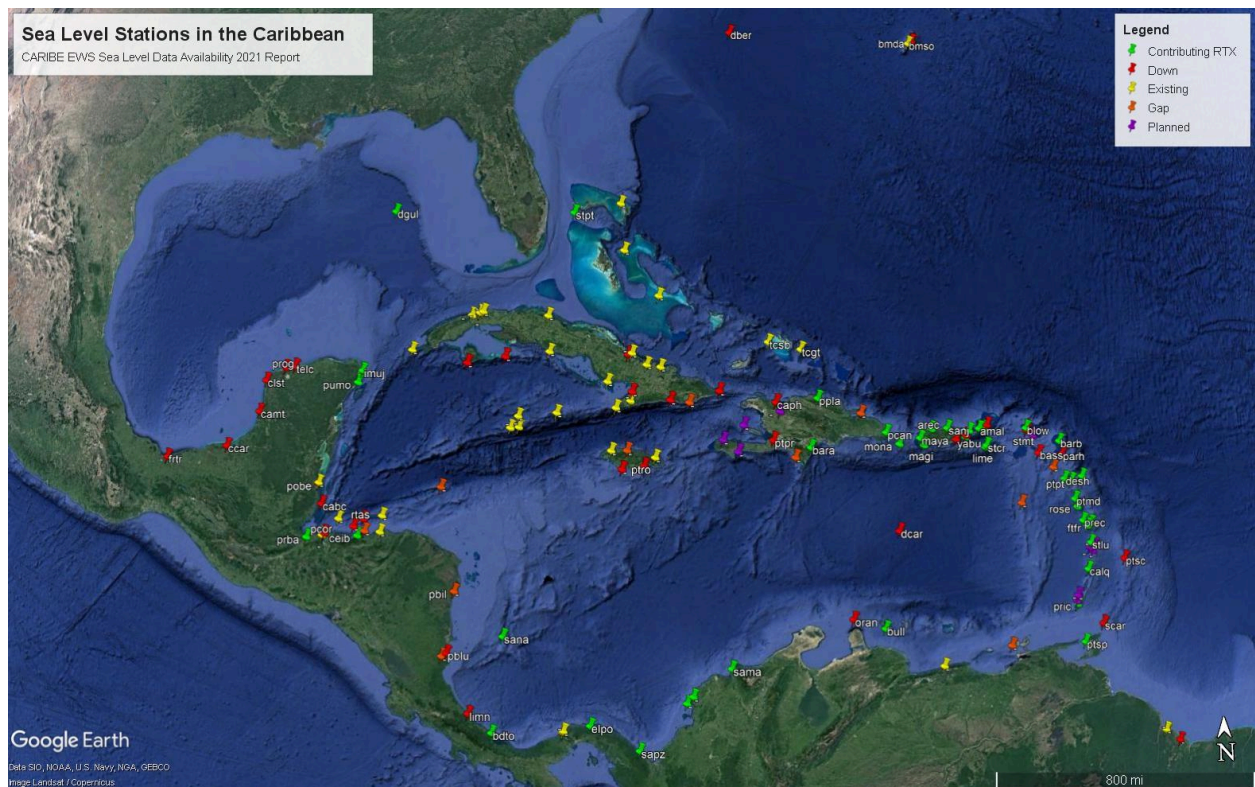 Sea Level Stations in the Caribbean
CARIBE EWS Sea Level Data Availability 2021 Report
Legend
Contributing RTX
Down
Existing
Gap
Planned
dber
bmda
bmso
dgul
stpt
tcsb
tcgt
prog
telc
imuj
clst
pumo
camt
caph
ppla
frtr
ccar
ptpr
bara
pcan
mona
arec
maya
magi
sanj
yabu
amal
lime
stcr
blow
stmt
barb
bass
parh
ptro
pobe
cabc
rtas
pcor
prba
ceib
ptpt
desh
ptmd
rose
prec
ftfr
stlu
dcar
ptsc
calq
pric
pbil
sana
pblu
oran
bull
scar
ptsp
sama
limn
bdto
elpo
sapz
Google Earth
Data SIO, NOAA, U.S. Navy, NGA, GEBCO
Image Landsat / Copernicus
N
800 mi